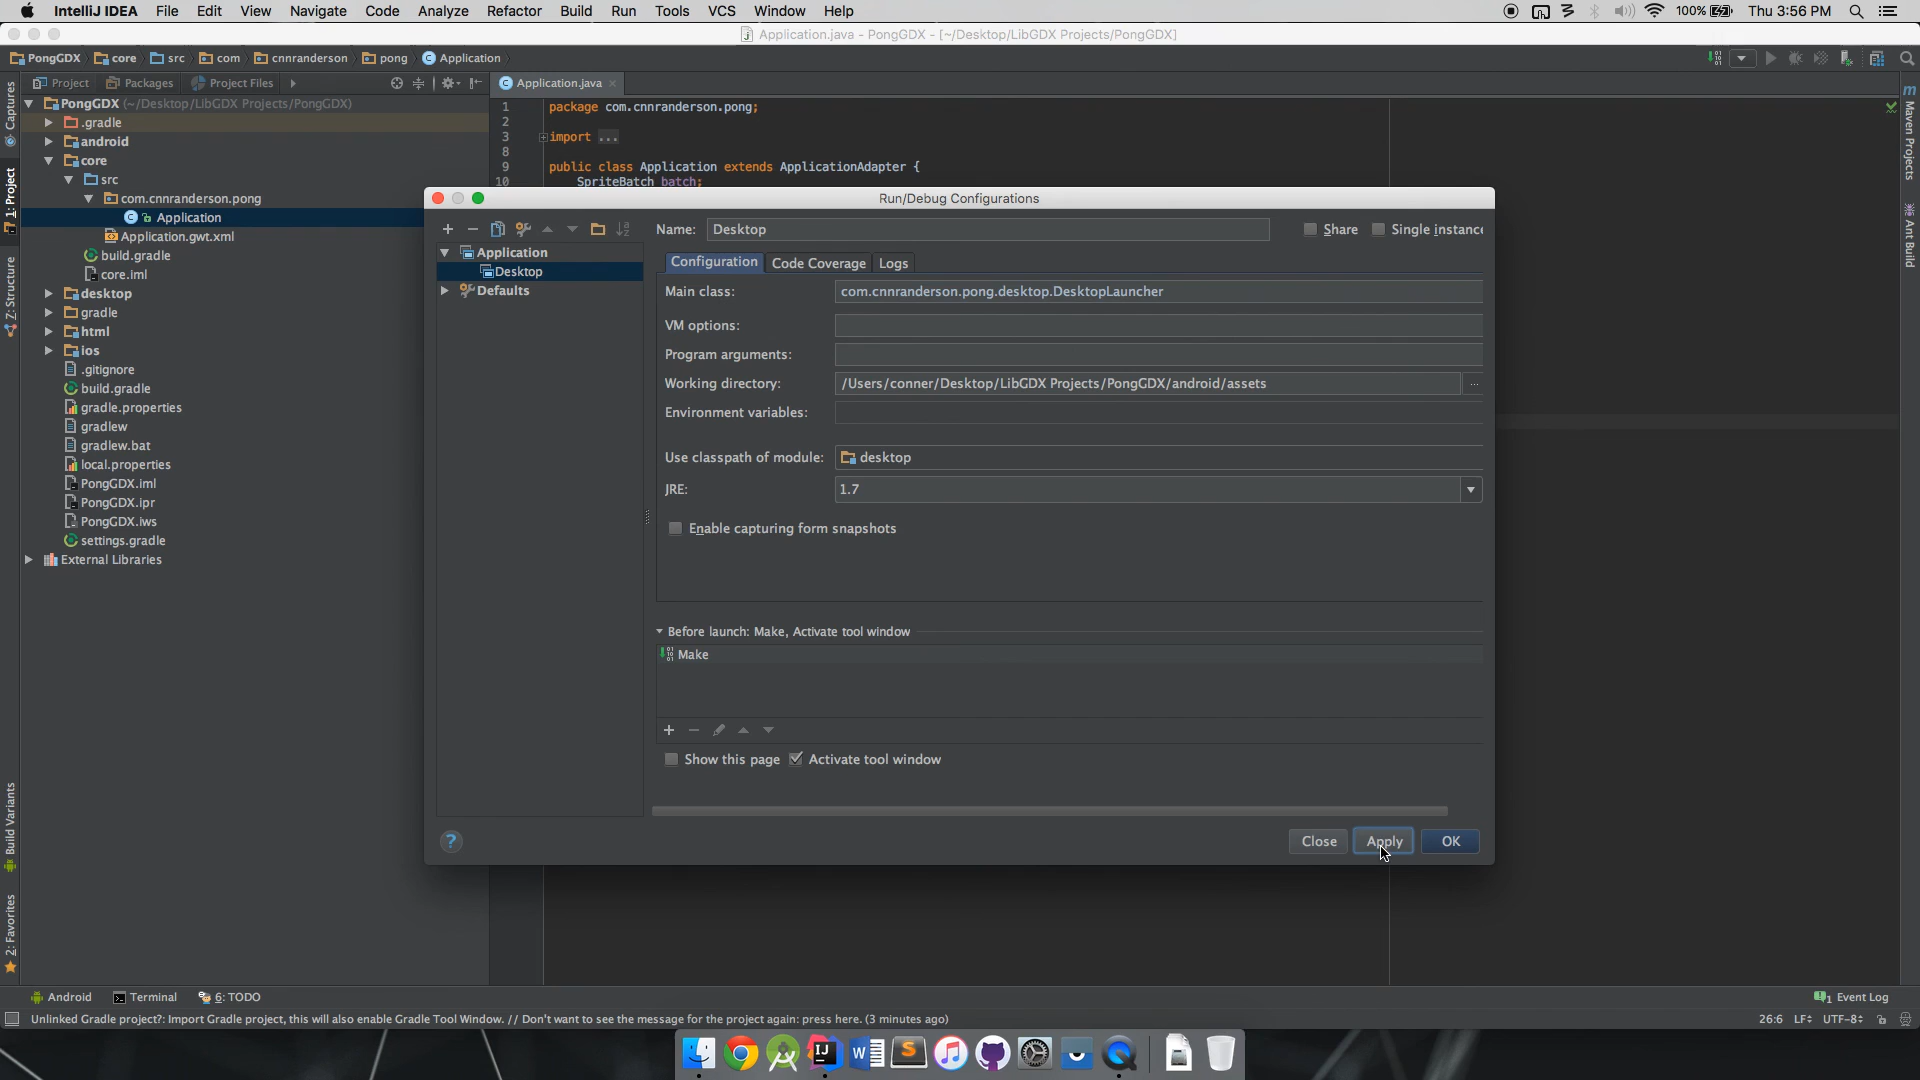 IntelliJ IDEA File Edit View Navigate Code Analyze Refactor Build Run Tools VCS Window Help 100% Thu 3:56 PM
Application.java - PongGDX - [~/Desktop/LibGDX Projects/PongGDX]
PongGDX core src com cnnranderson pong Application
Project Packages Project Files
Application.java
Captures
1: Project
Z: Structure
Build Variants
2: Favorites
PongGDX (~/Desktop/LibGDX Projects/PongGDX)
.gradle
android
core
src
com.cnnranderson.pong
Application
Application.gwt.xml
build.gradle
core.iml
desktop
gradle
html
ios
.gitignore
build.gradle
gradle.properties
gradlew
gradlew.bat
local.properties
PongGDX.iml
PongGDX.ipr
PongGDX.iws
settings.gradle
External Libraries
1 package com.cnnranderson.pong;
2
3 import ...
8
9 public class Application extends ApplicationAdapter {
10 SpriteBatch batch;
m Maven Projects
Ant Build
Run/Debug Configurations
Application
Desktop
Defaults
Name: Desktop Share Single instance
Configuration Code Coverage Logs
Main class: com.cnnranderson.pong.desktop.DesktopLauncher
VM options:
Program arguments:
Working directory: /Users/conner/Desktop/LibGDX Projects/PongGDX/android/assets ...
Environment variables:
Use classpath of module: desktop
JRE: 1.7
Enable capturing form snapshots
Before launch: Make, Activate tool window
Make
Show this page Activate tool window
? Close Apply OK
Android Terminal 6: TODO 1 Event Log
Unlinked Gradle project?: Import Gradle project, this will also enable Gradle Tool Window. // Don't want to see the message for the project again: press here. (3 minutes ago) 26:6 LF UTF-8